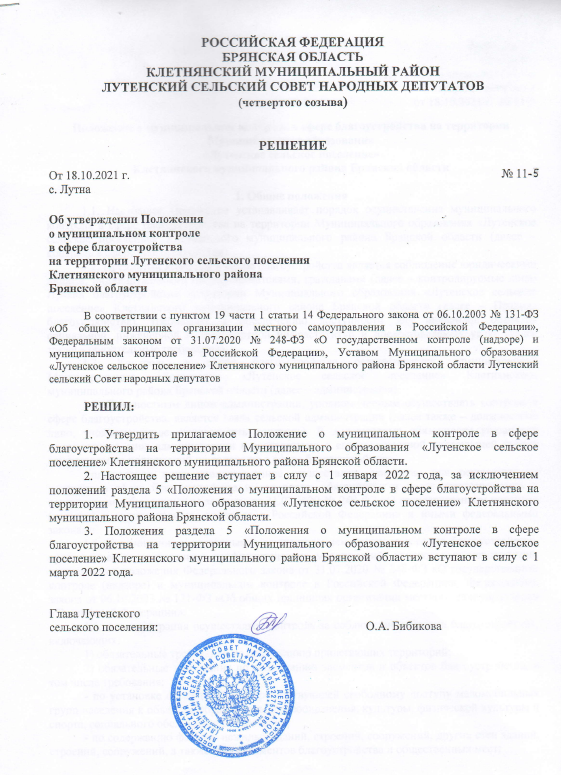 РОССИЙСКАЯ ФЕДЕРАЦИЯ
БРЯНСКАЯ ОБЛАСТЬ
КЛЕТНЯНСКИЙ МУНИЦИПАЛЬНЫЙ РАЙОН
ЛУТЕНСКИЙ СЕЛЬСКИЙ СОВЕТ НАРОДНЫХ ДЕПУТАТОВ
(четвертого созыва)
РЕШЕНИЕ
От 18.10.2021 г. № 11-5
с. Лутна
Об утверждении Положения
о муниципальном контроле
в сфере благоустройства
на территории Лутенского сельского поселения
Клетнянского муниципального района
Брянской области
В соответствии с пунктом 19 части 1 статьи 14 Федерального закона от 06.10.2003 № 131-ФЗ
«Об общих принципах организации местного самоуправления в Российской Федерации»,
Федеральным законом от 31.07.2020 № 248-ФЗ «О государственном контроле (надзоре) и
муниципальном контроле в Российской Федерации», Уставом Муниципального образования
«Лутенское сельское поселение» Клетнянского муниципального района Брянской области Лутенский
сельский Совет народных депутатов
РЕШИЛ:
1. Утвердить прилагаемое Положение о муниципальном контроле в сфере
благоустройства на территории Муниципального образования «Лутенское сельское
поселение» Клетнянского муниципального района Брянской области.
2. Настоящее решение вступает в силу с 1 января 2022 года, за исключением
положений раздела 5 «Положения о муниципальном контроле в сфере благоустройства на
территории Муниципального образования «Лутенское сельское поселение» Клетнянского
муниципального района Брянской области.
3. Положения раздела 5 «Положения о муниципальном контроле в сфере
благоустройства на территории Муниципального образования «Лутенское сельское
поселение» Клетнянского муниципального района Брянской области» вступают в силу с 1
марта 2022 года.
Глава Лутенского
сельского поселения: О.А. Бибикова